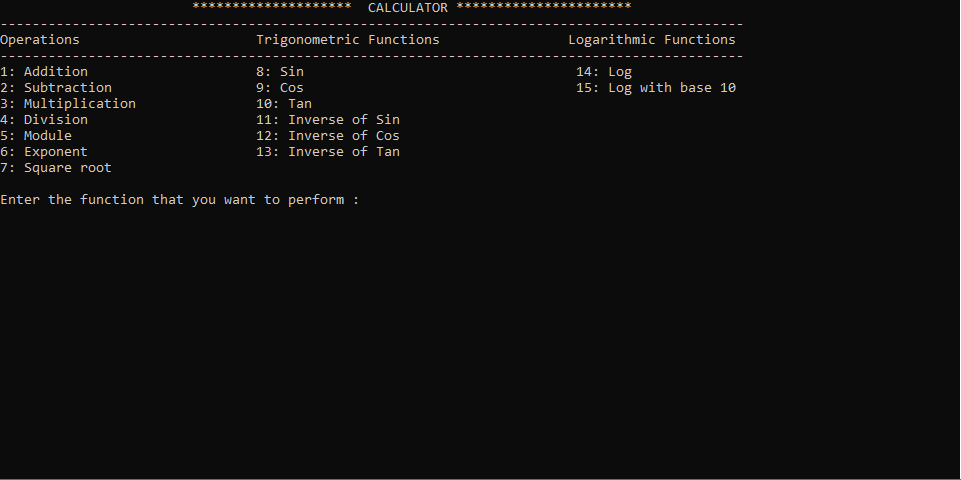 ********************  CALCULATOR **********************
---------------------------------------------------------------------------------------------
Operations                      Trigonometric Functions                Logarithmic Functions
---------------------------------------------------------------------------------------------
1: Addition                     8: Sin                                  14: Log
2: Subtraction                  9: Cos                                  15: Log with base 10
3: Multiplication               10: Tan
4: Division                     11: Inverse of Sin
5: Module                       12: Inverse of Cos
6: Exponent                     13: Inverse of Tan
7: Square root
Enter the function that you want to perform :